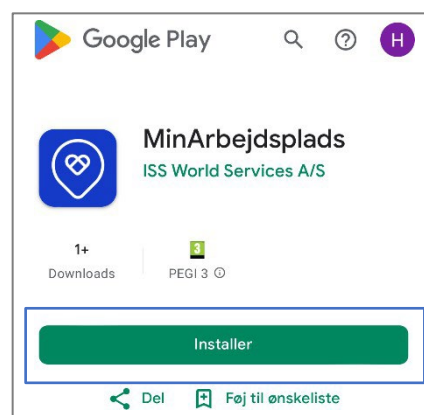 Google Play
H
MinArbejdsplads
ISS World Services A/S
1+
3
Downloads
PEGI 3
Installer
Del
Føj til ønskeliste